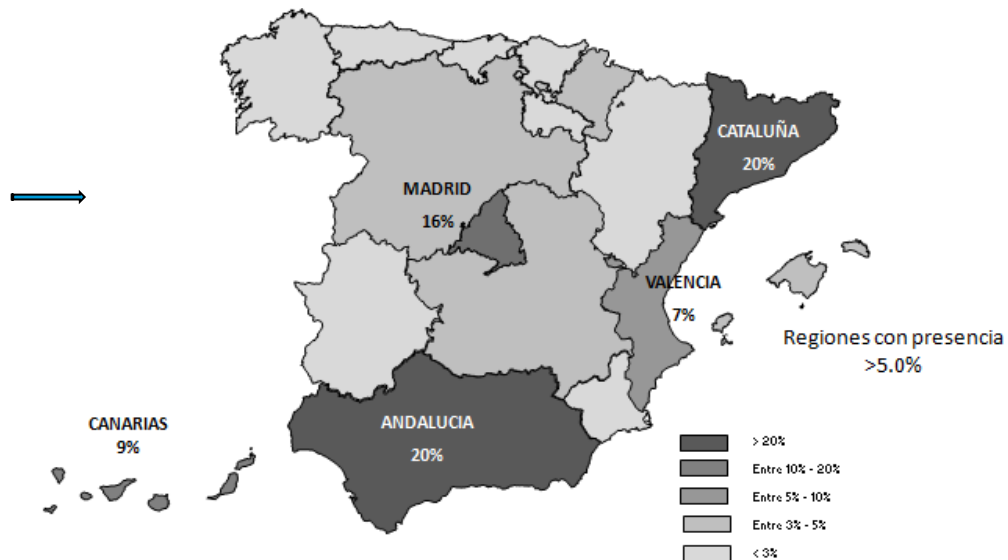 CATALUÑA
20%
MADRID
16%
VALENCIA
7%
Regiones con presencia
>5.0%
CANARIAS
9%
ANDALUCIA
20%
> 20%
Entre 10% - 20%
Entre 5% - 10%
Entre 3% - 5%
< 3%